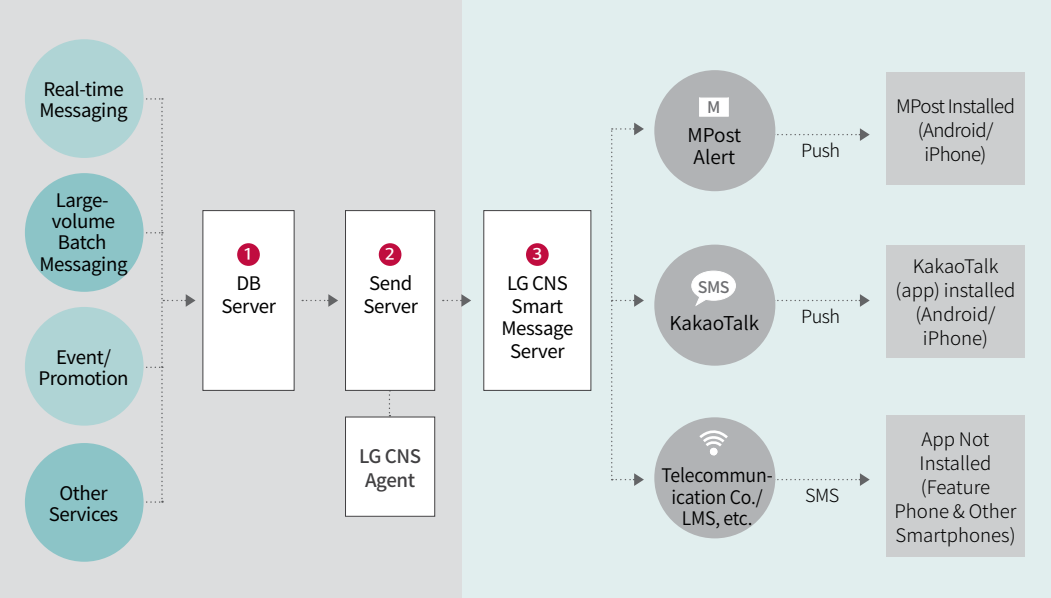 Real-time
Messaging
Large-
volume
Batch
Messaging
Event/
Promotion
Other
Services
1
DB
Server
2
Send
Server
LG CNS
Agent
3
LG CNS
Smart
Message
Server
M
MPost
Alert
Push
MPost Installed
(Android/
iPhone)
SMS
KakaoTalk
Push
KakaoTalk
(app) installed
(Android/
iPhone)
Telecommun-
ication Co./
LMS, etc.
SMS
App Not
Installed
(Feature
Phone & Other
Smartphones)